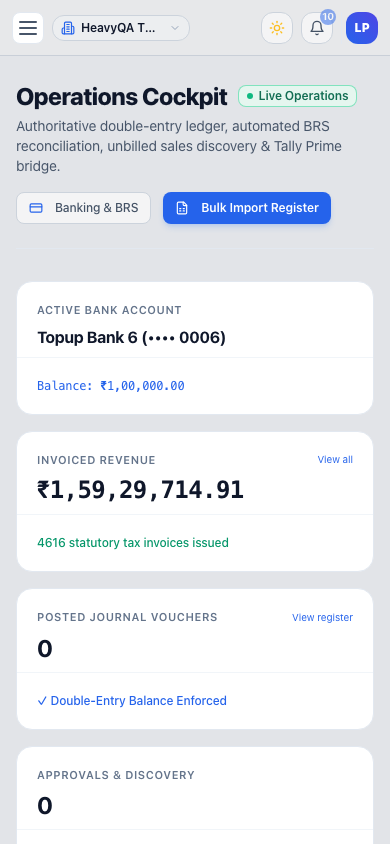 HeavyQA T...
10
LP
Operations Cockpit
Live Operations
Authoritative double-entry ledger, automated BRS
reconciliation, unbilled sales discovery & Tally Prime
bridge.
Banking & BRS
Bulk Import Register
ACTIVE BANK ACCOUNT
Topup Bank 6 (•••• 0006)
Balance: ₹1,00,000.00
INVOICED REVENUE
View all
₹1,59,29,714.91
4616 statutory tax invoices issued
POSTED JOURNAL VOUCHERS
View register
0
✓ Double-Entry Balance Enforced
APPROVALS & DISCOVERY
0